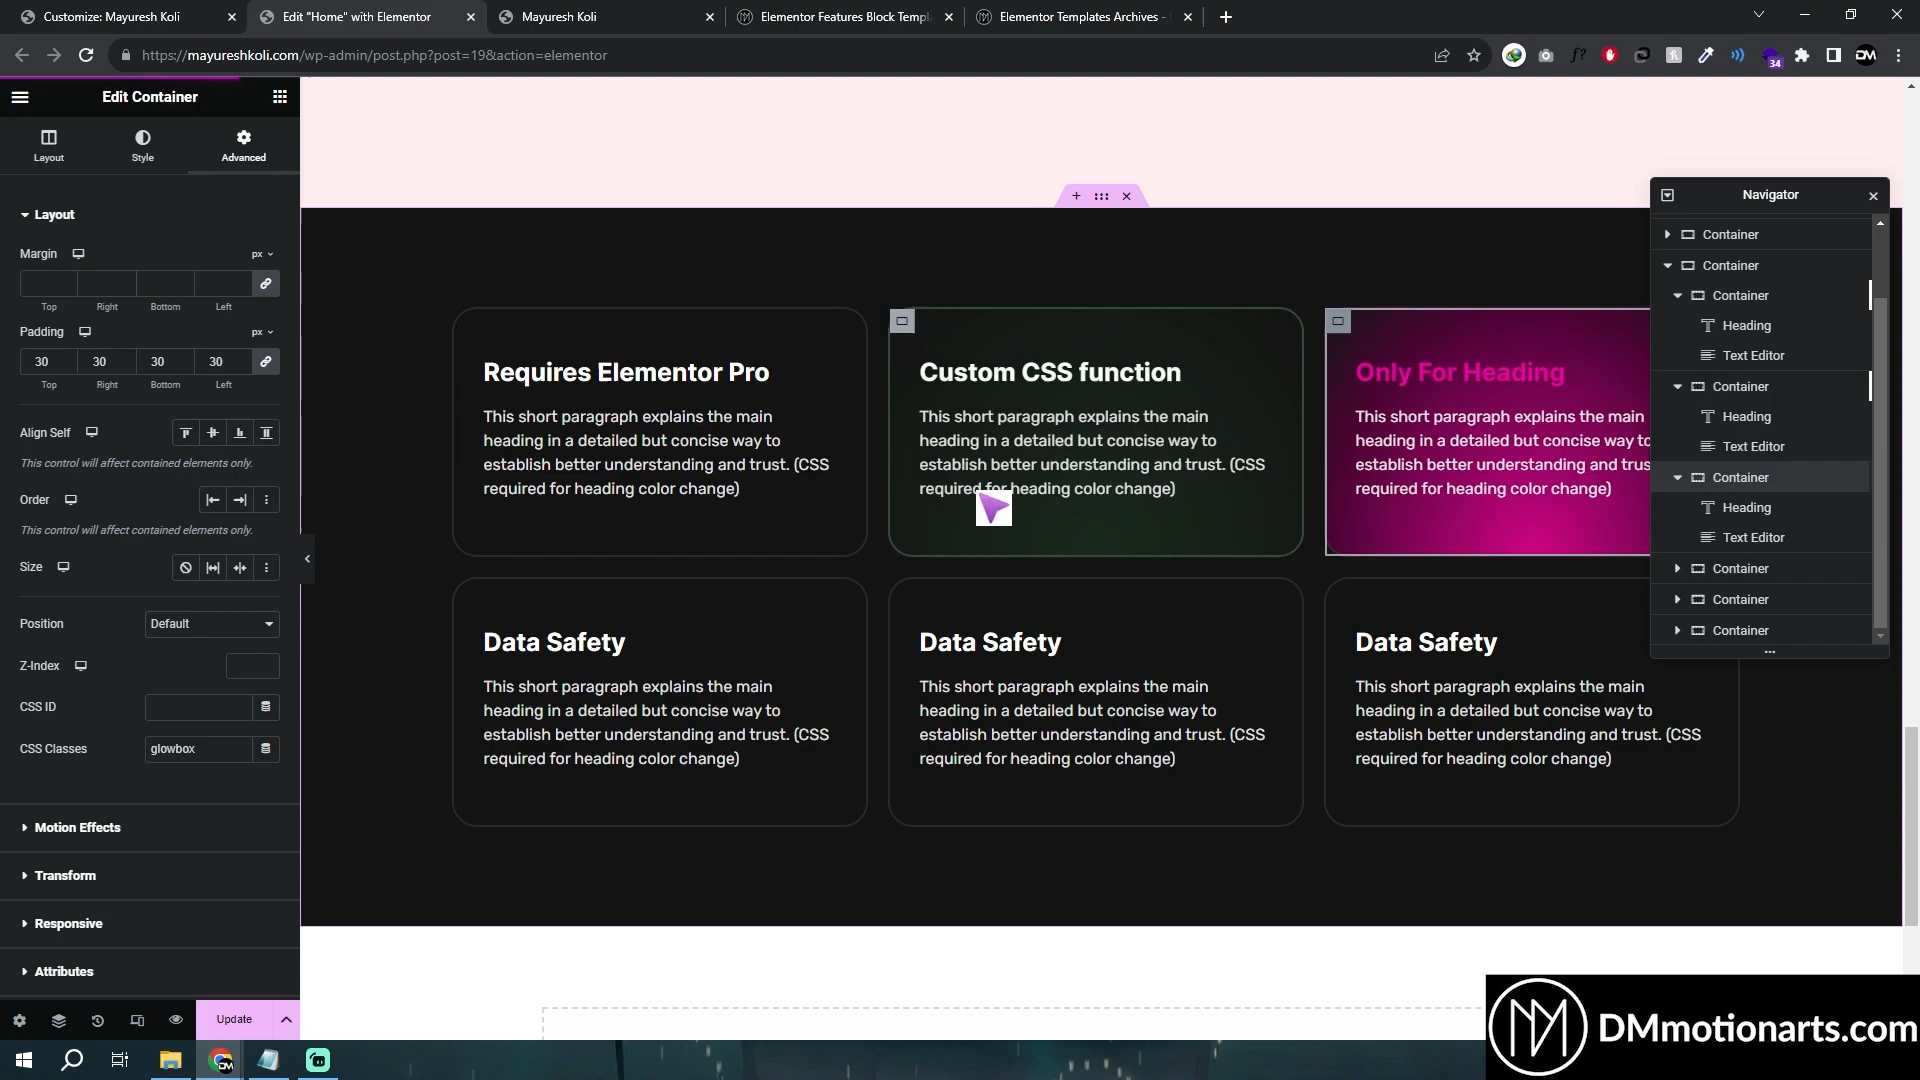 Customize: Mayuresh Koli
Edit "Home" with Elementor
Mayuresh Koli
Elementor Features Block Templ
Elementor Templates Archives -
https://mayureshkoli.com/wp-admin/post.php?post=19&action=elementor
34
DM
Edit Container
Layout
Style
Advanced
Layout
Margin
px
Top
Right
Bottom
Left
Padding
px
30
30
30
30
Top
Right
Bottom
Left
Align Self
This control will affect contained elements only.
Order
This control will affect contained elements only.
Size
Position
Default
Z-Index
CSS ID
CSS Classes
glowbox
Motion Effects
Transform
Responsive
Attributes
Update
Requires Elementor Pro
This short paragraph explains the main
heading in a detailed but concise way to
establish better understanding and trust. (CSS
required for heading color change)
Custom CSS function
This short paragraph explains the main
heading in a detailed but concise way to
establish better understanding and trust. (CSS
required for heading color change)
Only For Heading
This short paragraph explains the main
heading in a detailed but concise way to
establish better understanding and trus
required for heading color change)
Data Safety
This short paragraph explains the main
heading in a detailed but concise way to
establish better understanding and trust. (CSS
required for heading color change)
Data Safety
This short paragraph explains the main
heading in a detailed but concise way to
establish better understanding and trust. (CSS
required for heading color change)
Data Safety
This short paragraph explains the main
heading in a detailed but concise way to
establish better understanding and trust. (CSS
required for heading color change)
Navigator
Container
Container
Container
Heading
Text Editor
Container
Heading
Text Editor
Container
Heading
Text Editor
Container
Container
Container
DMmotionarts.com